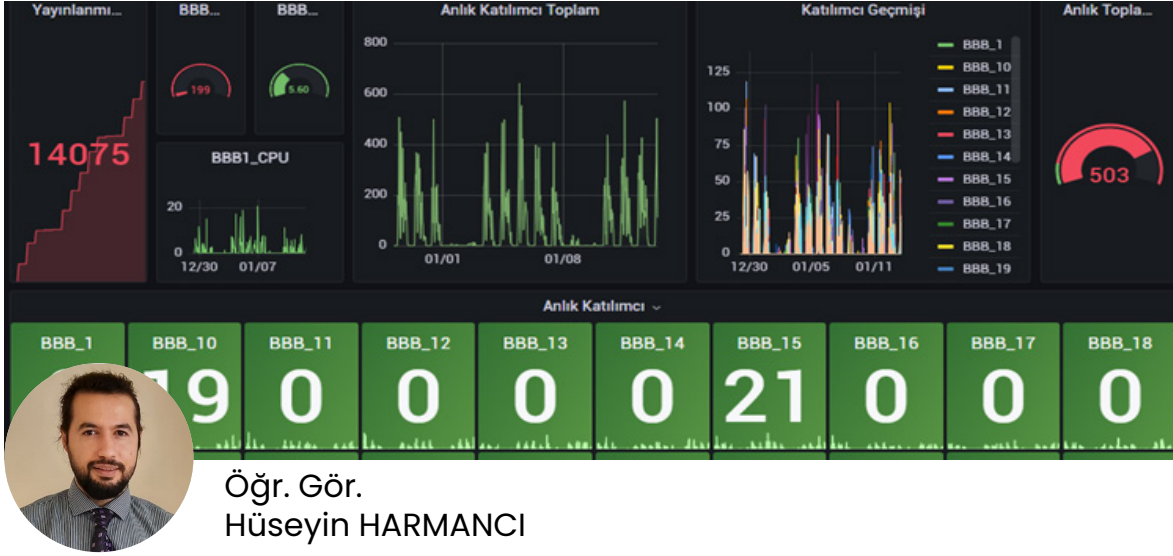 Yayınlanmı...
BBB...
BBB...
Anlık Katılımcı Toplam
Katılımcı Geçmişi
Anlık Topla...
14075
199
5.60
BBB1_CPU
20
0
12/30 01/07
800
600
400
200
0
01/01 01/08
125
100
75
50
25
0
12/30 01/05 01/11
BBB_1
BBB_10
BBB_11
BBB_12
BBB_13
BBB_14
BBB_15
BBB_16
BBB_17
BBB_18
BBB_19
503
Anlık Katılımcı
BBB_1 BBB_10 BBB_11 BBB_12 BBB_13 BBB_14 BBB_15 BBB_16 BBB_17 BBB_18
19 0 0 0 0 21 0 0 0
Öğr. Gör.
Hüseyin HARMANCI